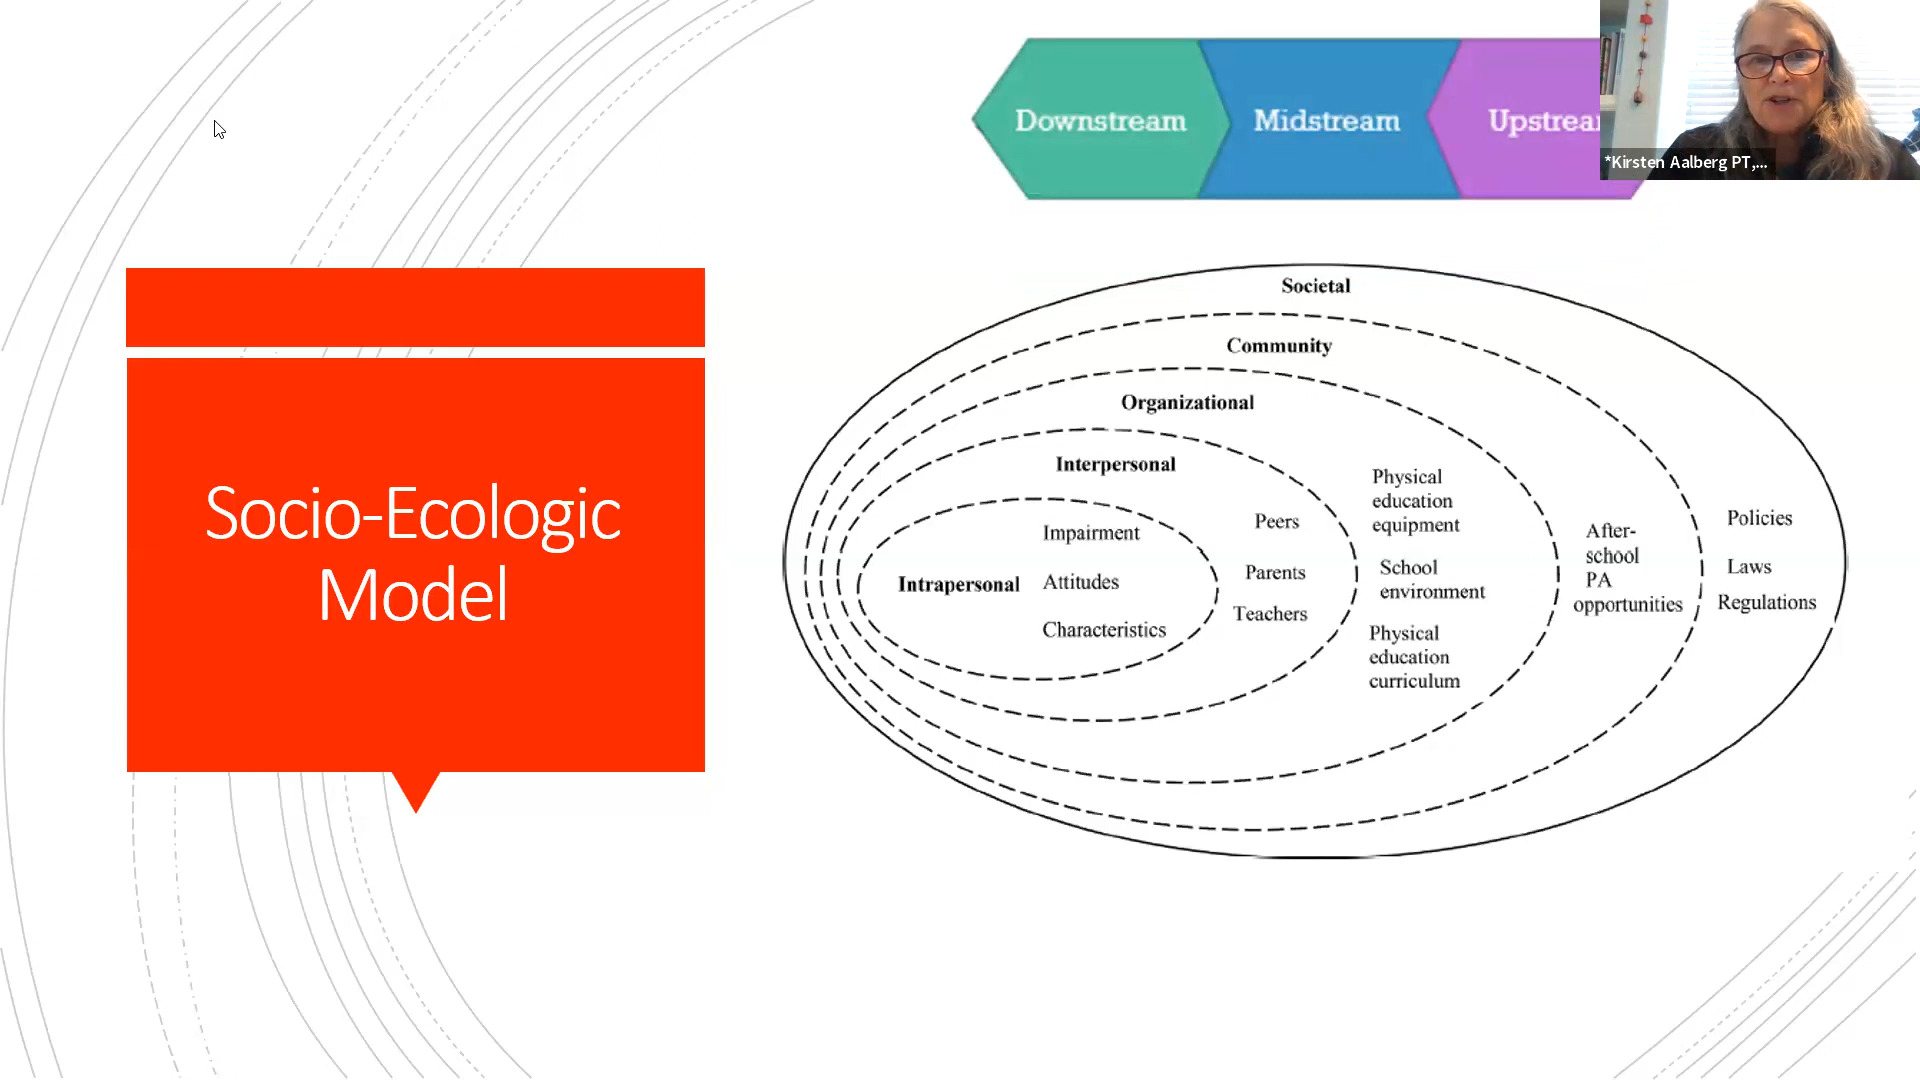 Downstream
Midstream
Upstrea
*Kirsten Aalberg PT,...
Socio-Ecologic
Model
Societal
Community
Organizational
Interpersonal
Intrapersonal
Impairment
Attitudes
Characteristics
Peers
Parents
Teachers
Physical
education
equipment
School
environment
Physical
education
curriculum
After-
school
PA
opportunities
Policies
Laws
Regulations